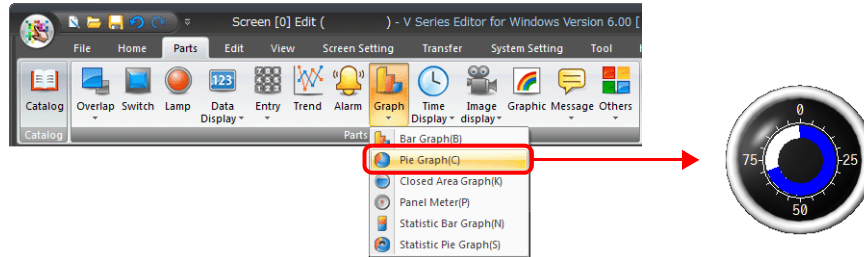 Screen [0] Edit ( ) - V Series Editor for Windows Version 6.00 [
File Home Parts Edit View Screen Setting Transfer System Setting Tool
Catalog Overlap Switch Lamp Data Display Entry Trend Alarm Graph Time Display Image display Graphic Message Others
123
Catalog Parts
Bar Graph(B)
Pie Graph(C)
Closed Area Graph(K)
Panel Meter(P)
Statistic Bar Graph(N)
Statistic Pie Graph(S)
0
75 25
50